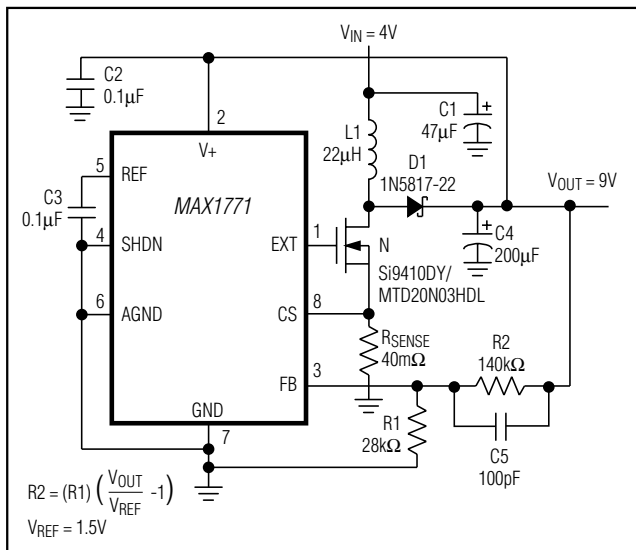 V_IN = 4V
C2
0.1μF
2
V+
C1
47μF
+
L1
22μH
D1
1N5817-22
V_OUT = 9V
5
REF
C3
0.1μF
MAX1771
4
SHDN
EXT
1
N
+
C4
200μF
Si9410DY/
MTD20N03HDL
6
AGND
CS
8
R_SENSE
40mΩ
R2
140kΩ
FB
3
GND
7
R1
28kΩ
C5
100pF
R2 = (R1) (V_OUT/V_REF -1)
V_REF = 1.5V